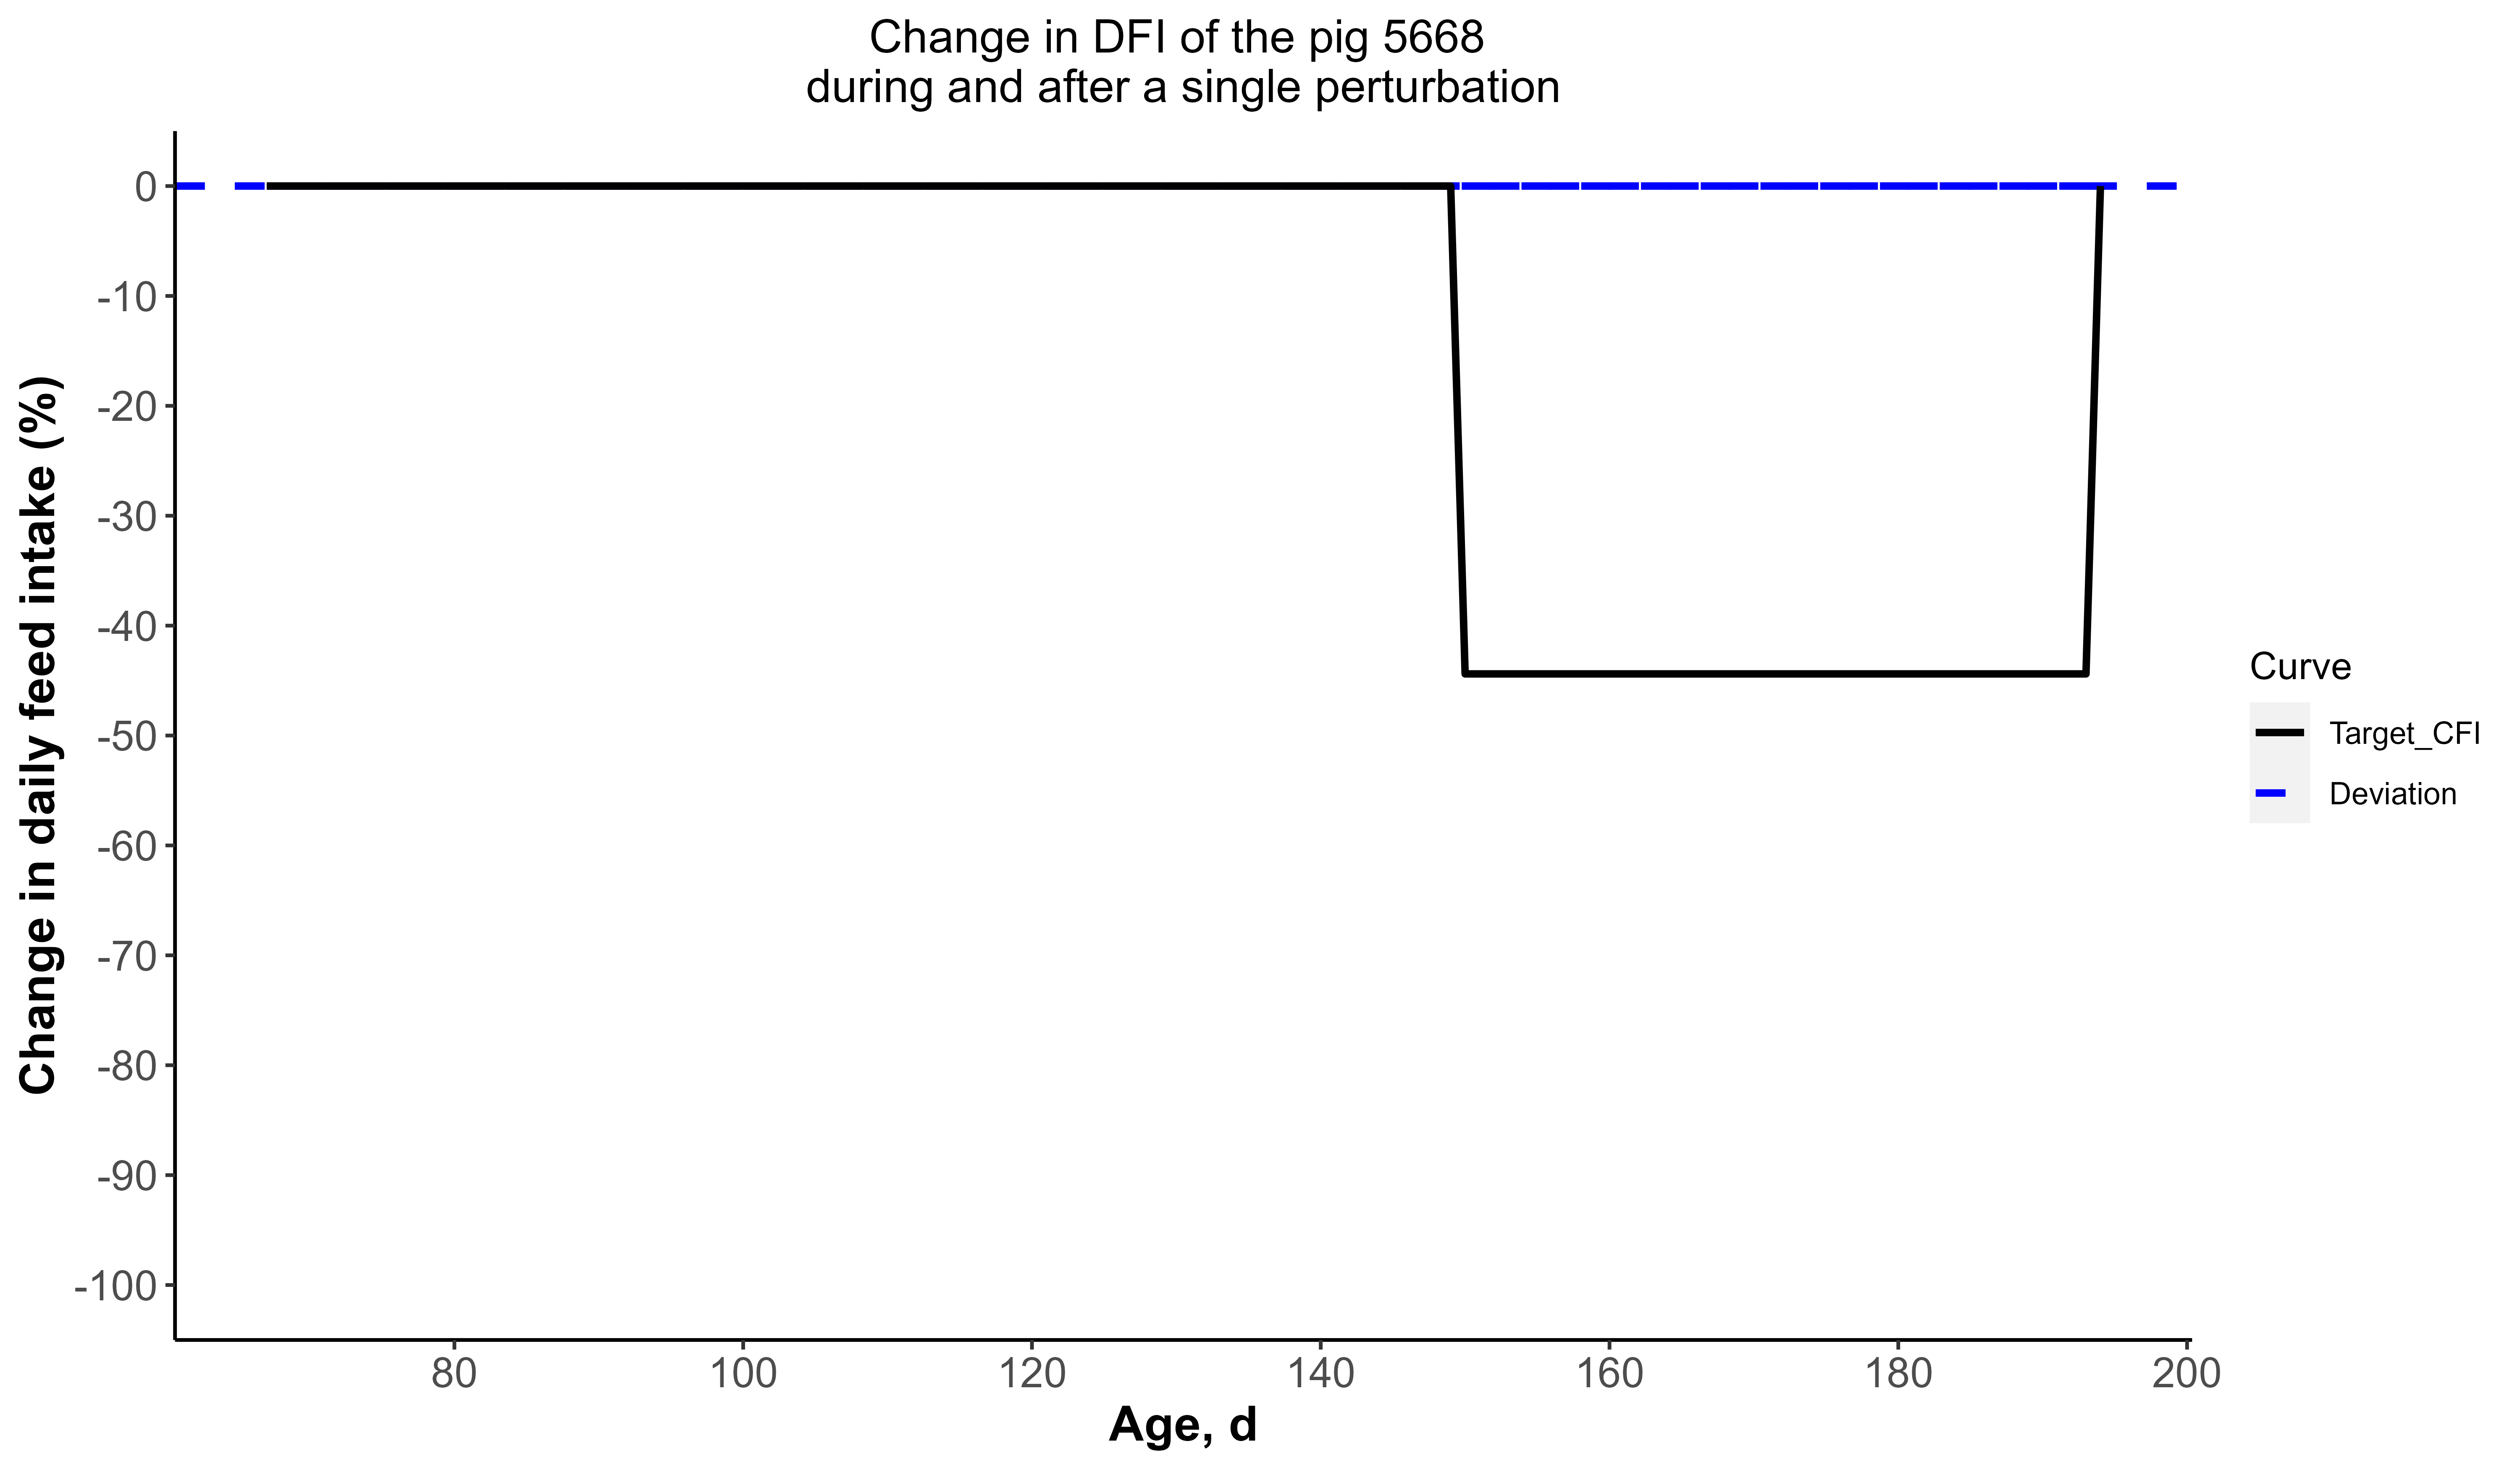 Change in DFI of the pig 5668
during and after a single perturbation
Change in daily feed intake (%)
0
-10
-20
-30
-40
-50
-60
-70
-80
-90
-100
80
100
120
140
160
180
200
Age, d
Curve
Target_CFI
Deviation